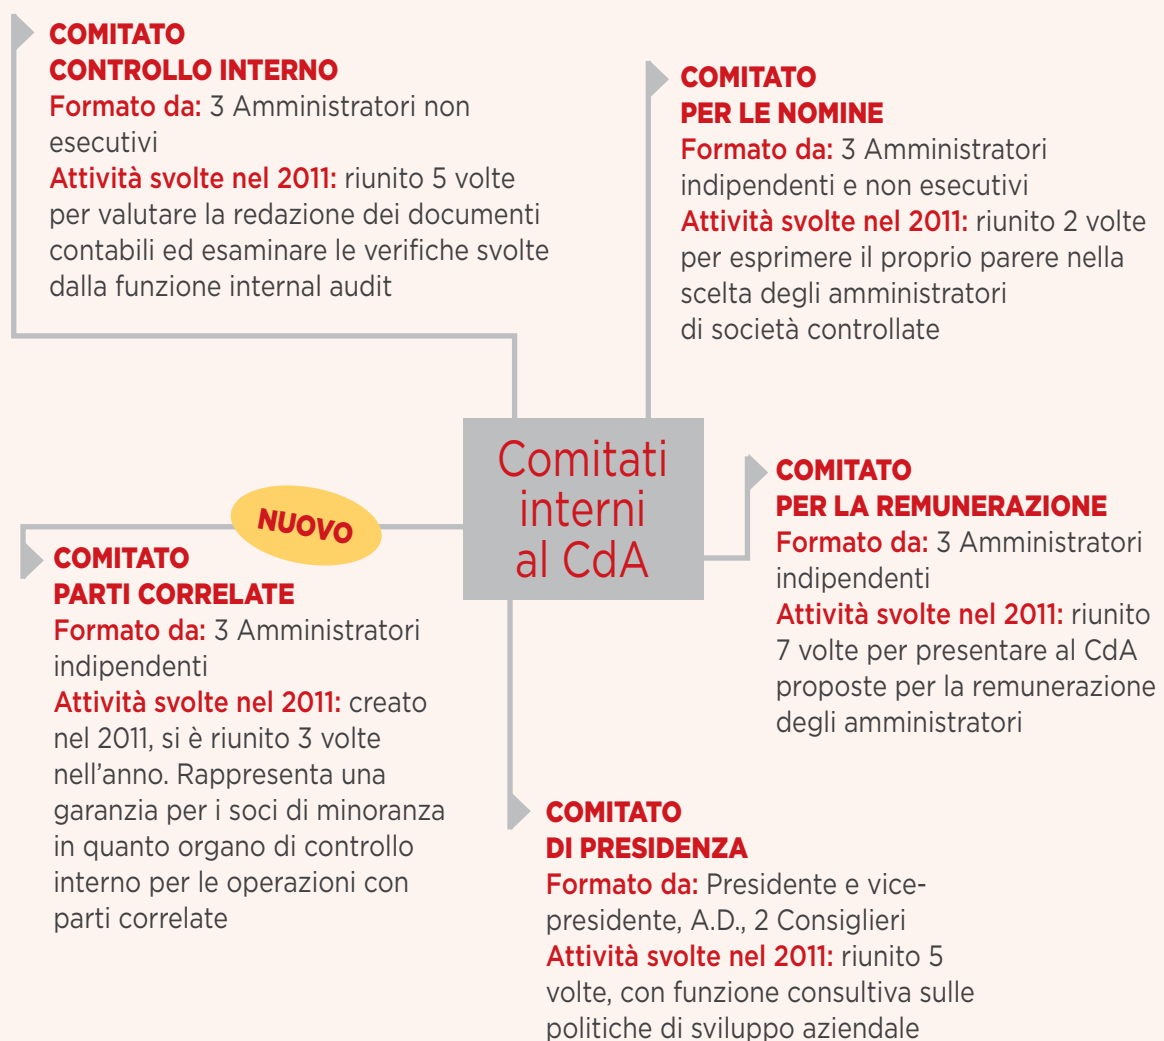 COMITATO
CONTROLLO INTERNO
Formato da: 3 Amministratori non
esecutivi
Attività svolte nel 2011: riunito 5 volte
per valutare la redazione dei documenti
contabili ed esaminare le verifiche svolte
dalla funzione internal audit
COMITATO
PER LE NOMINE
Formato da: 3 Amministratori
indipendenti e non esecutivi
Attività svolte nel 2011: riunito 2 volte
per esprimere il proprio parere nella
scelta degli amministratori
di società controllate
Comitati
interni
al CdA
COMITATO
PER LA REMUNERAZIONE
Formato da: 3 Amministratori
indipendenti
Attività svolte nel 2011: riunito
7 volte per presentare al CdA
proposte per la remunerazione
degli amministratori
NUOVO
COMITATO
PARTI CORRELATE
Formato da: 3 Amministratori
indipendenti
Attività svolte nel 2011: creato
nel 2011, si è riunito 3 volte
nell'anno. Rappresenta una
garanzia per i soci di minoranza
in quanto organo di controllo
interno per le operazioni con
parti correlate
COMITATO
DI PRESIDENZA
Formato da: Presidente e vice-
presidente, A.D., 2 Consiglieri
Attività svolte nel 2011: riunito 5
volte, con funzione consultiva sulle
politiche di sviluppo aziendale